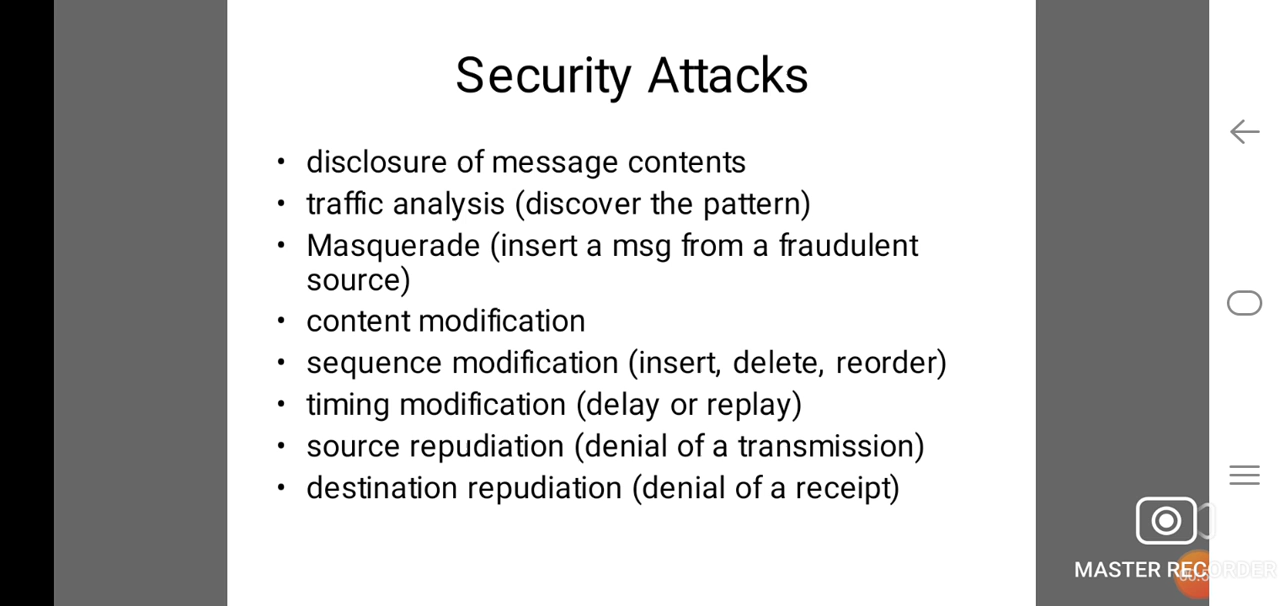 Security Attacks
• disclosure of message contents
• traffic analysis (discover the pattern)
• Masquerade (insert a msg from a fraudulent
source)
• content modification
• sequence modification (insert, delete, reorder)
• timing modification (delay or replay)
• source repudiation (denial of a transmission)
• destination repudiation (denial of a receipt)
MASTER RECORDER